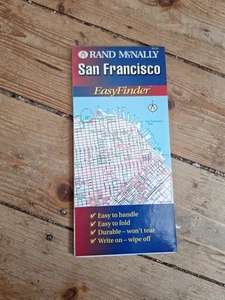 RAND McNALLY
San Francisco
EasyFinder
Easy to handle
Easy to fold
Durable – won't tear
Write on – wipe off